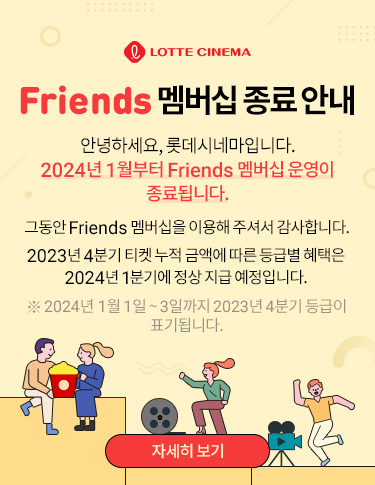 LOTTE CINEMA
Friends 멤버십 종료 안내
안녕하세요, 롯데시네마입니다.
2024년 1월부터 Friends 멤버십 운영이
종료됩니다.
그동안 Friends 멤버십을 이용해 주셔서 감사합니다.
2023년 4분기 티켓 누적 금액에 따른 등급별 혜택은
2024년 1분기에 정상 지급 예정입니다.
※ 2024년 1월 1일 ~ 3일까지 2023년 4분기 등급이
표기됩니다.
자세히 보기